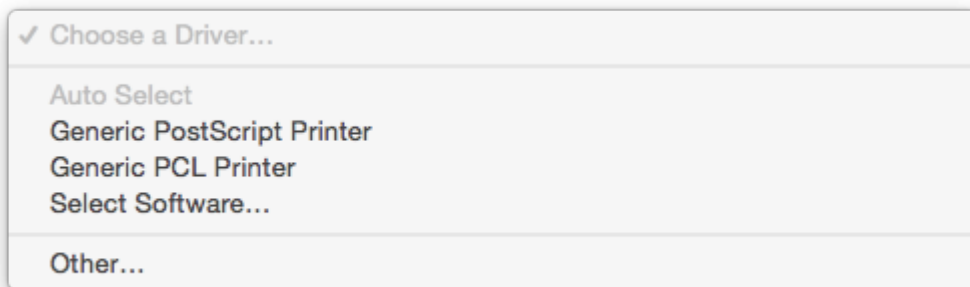 ✓ Choose a Driver...
Auto Select
Generic PostScript Printer
Generic PCL Printer
Select Software...
Other...